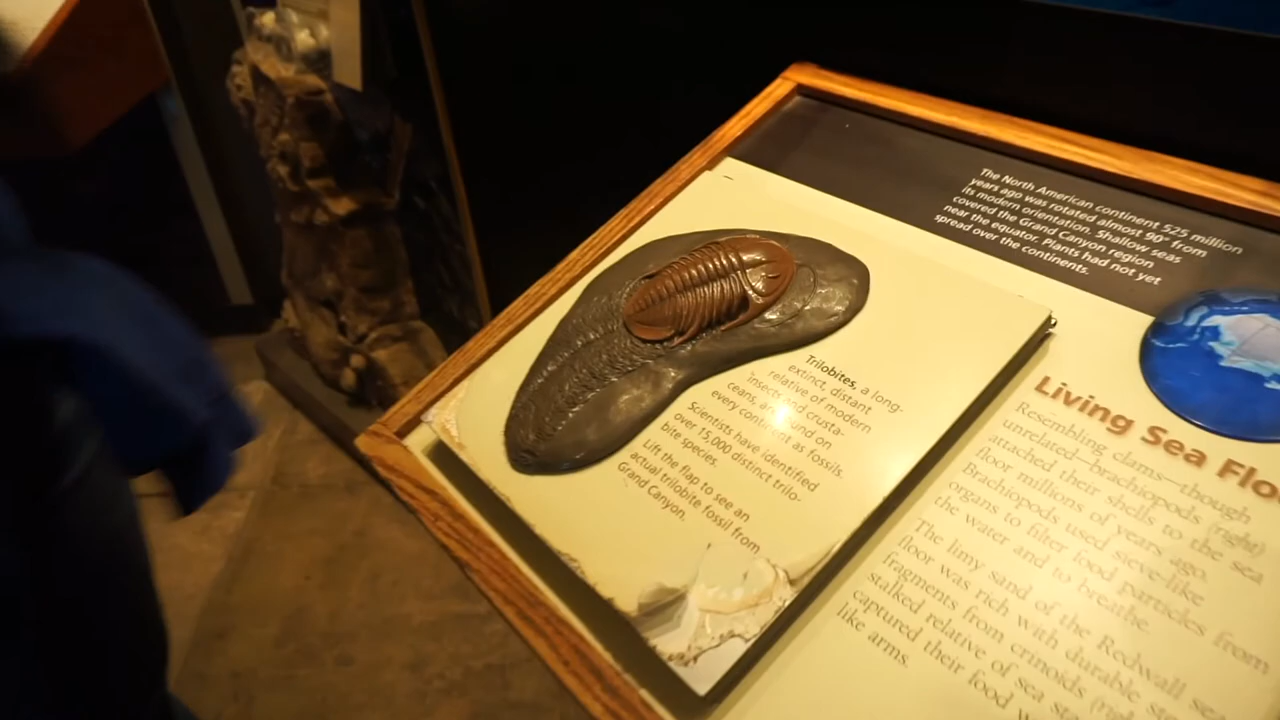 The North American continent 525 million
years ago was rotated almost 90° from
its modern orientation. Shallow seas
covered the Grand Canyon region
near the equator. Plants had not yet
spread over the continents.
Trilobites, a long-
extinct, distant
relative of modern
insects and crusta-
ceans, are found on
every continent as fossils.
Scientists have identified
over 15,000 distinct trilo-
bite species.
Lift the flap to see an
actual trilobite fossil from
Grand Canyon.
Living Sea Flo
Resembling clams—though
unrelated—brachiopods (right)
attached their shells to the sea
floor millions of years ago.
Brachiopods used sieve-like
organs to filter food particles from
the water and to breathe.
The limy sand of the Redwall sea
floor was rich with durable
fragments from crinoids (right)
stalked relative of sea
captured their food
like arms.